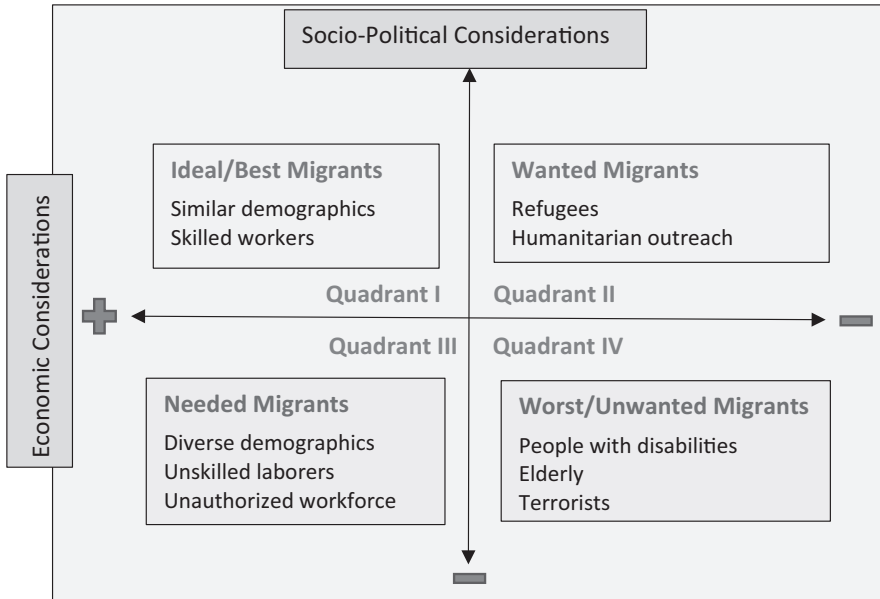 Socio-Political Considerations
Economic Considerations
Ideal/Best Migrants
Similar demographics
Skilled workers
Wanted Migrants
Refugees
Humanitarian outreach
Quadrant I
Quadrant II
Quadrant III
Quadrant IV
Needed Migrants
Diverse demographics
Unskilled laborers
Unauthorized workforce
Worst/Unwanted Migrants
People with disabilities
Elderly
Terrorists